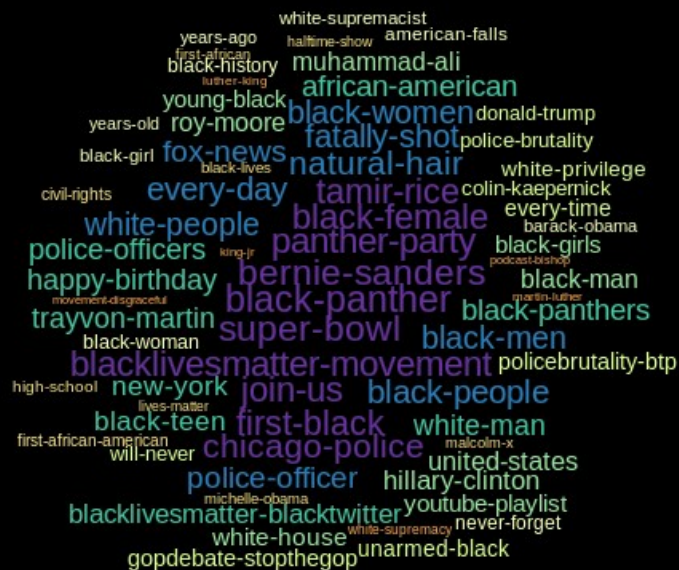 white-supremacist
years-ago halftime-show american-falls
first-african
black-history muhammad-ali
luther-king african-american
young-black black-women donald-trump
years-old roy-moore fatally-shot police-brutality
black-girl fox-news natural-hair white-privilege
black-lives
civil-rights every-day tamir-rice colin-kaepernick
white-people black-female every-time
barack-obama
police-officers king-jr panther-party black-girls
podcast-bishop
happy-birthday bernie-sanders black-man
movement-disgraceful black-panther martin-luther
trayvon-martin super-bowl black-panthers
black-woman black-men
blacklivesmatter-movement policebrutality-btp
high-school new-york join-us black-people
lives-matter
black-teen first-black white-man
first-african-american chicago-police malcolm-x
will-never united-states
police-officer hillary-clinton
michelle-obama youtube-playlist
blacklivesmatter-blacktwitter never-forget
white-house white-supremacy
gopdebate-stopthegop unarmed-black